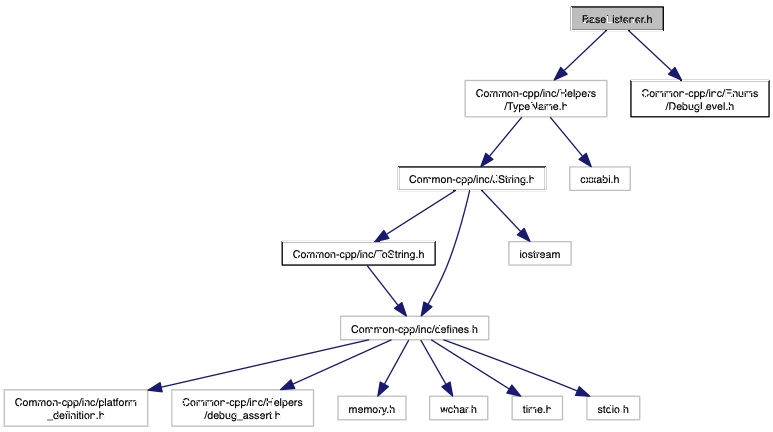 BaseListener.h
Common-cpp/inc/Helpers
/TypeName.h
Common-cpp/inc/Enums
/DebugLevel.h
Common-cpp/inc/JString.h
cxxabi.h
Common-cpp/inc/ToString.h
iostream
Common-cpp/inc/defines.h
Common-cpp/inc/platform
_definition.h
Common-cpp/inc/Helpers
/debug_assert.h
memory.h
wchar.h
time.h
stdio.h